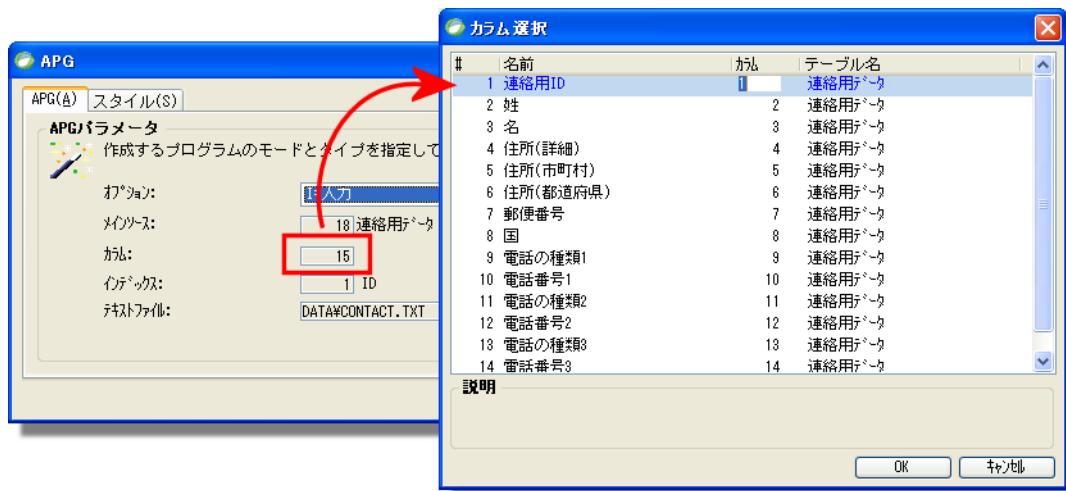 APG
APG(A) スタイル(S)
APGパラメータ
作成するプログラムのモードとタイプを指定して
ｵﾌﾟｼｮﾝ:
ﾒｲﾝｿｰｽ: 18 連絡用ﾃﾞｰﾀ
ｶﾗﾑ: 15
ｲﾝﾃﾞｯｸｽ: 1 ID
ﾃｷｽﾄﾌｧｲﾙ: DATA¥CONTACT.TXT
カラム選択
# 名前 ｶﾗﾑ テーブル名
1 連絡用ID 1 連絡用ﾃﾞｰﾀ
2 姓 2 連絡用ﾃﾞｰﾀ
3 名 3 連絡用ﾃﾞｰﾀ
4 住所(詳細) 4 連絡用ﾃﾞｰﾀ
5 住所(市町村) 5 連絡用ﾃﾞｰﾀ
6 住所(都道府県) 6 連絡用ﾃﾞｰﾀ
7 郵便番号 7 連絡用ﾃﾞｰﾀ
8 国 8 連絡用ﾃﾞｰﾀ
9 電話の種類1 9 連絡用ﾃﾞｰﾀ
10 電話番号1 10 連絡用ﾃﾞｰﾀ
11 電話の種類2 11 連絡用ﾃﾞｰﾀ
12 電話番号2 12 連絡用ﾃﾞｰﾀ
13 電話の種類3 13 連絡用ﾃﾞｰﾀ
14 電話番号3 14 連絡用ﾃﾞｰﾀ
説明
OK ｷｬﾝｾﾙ